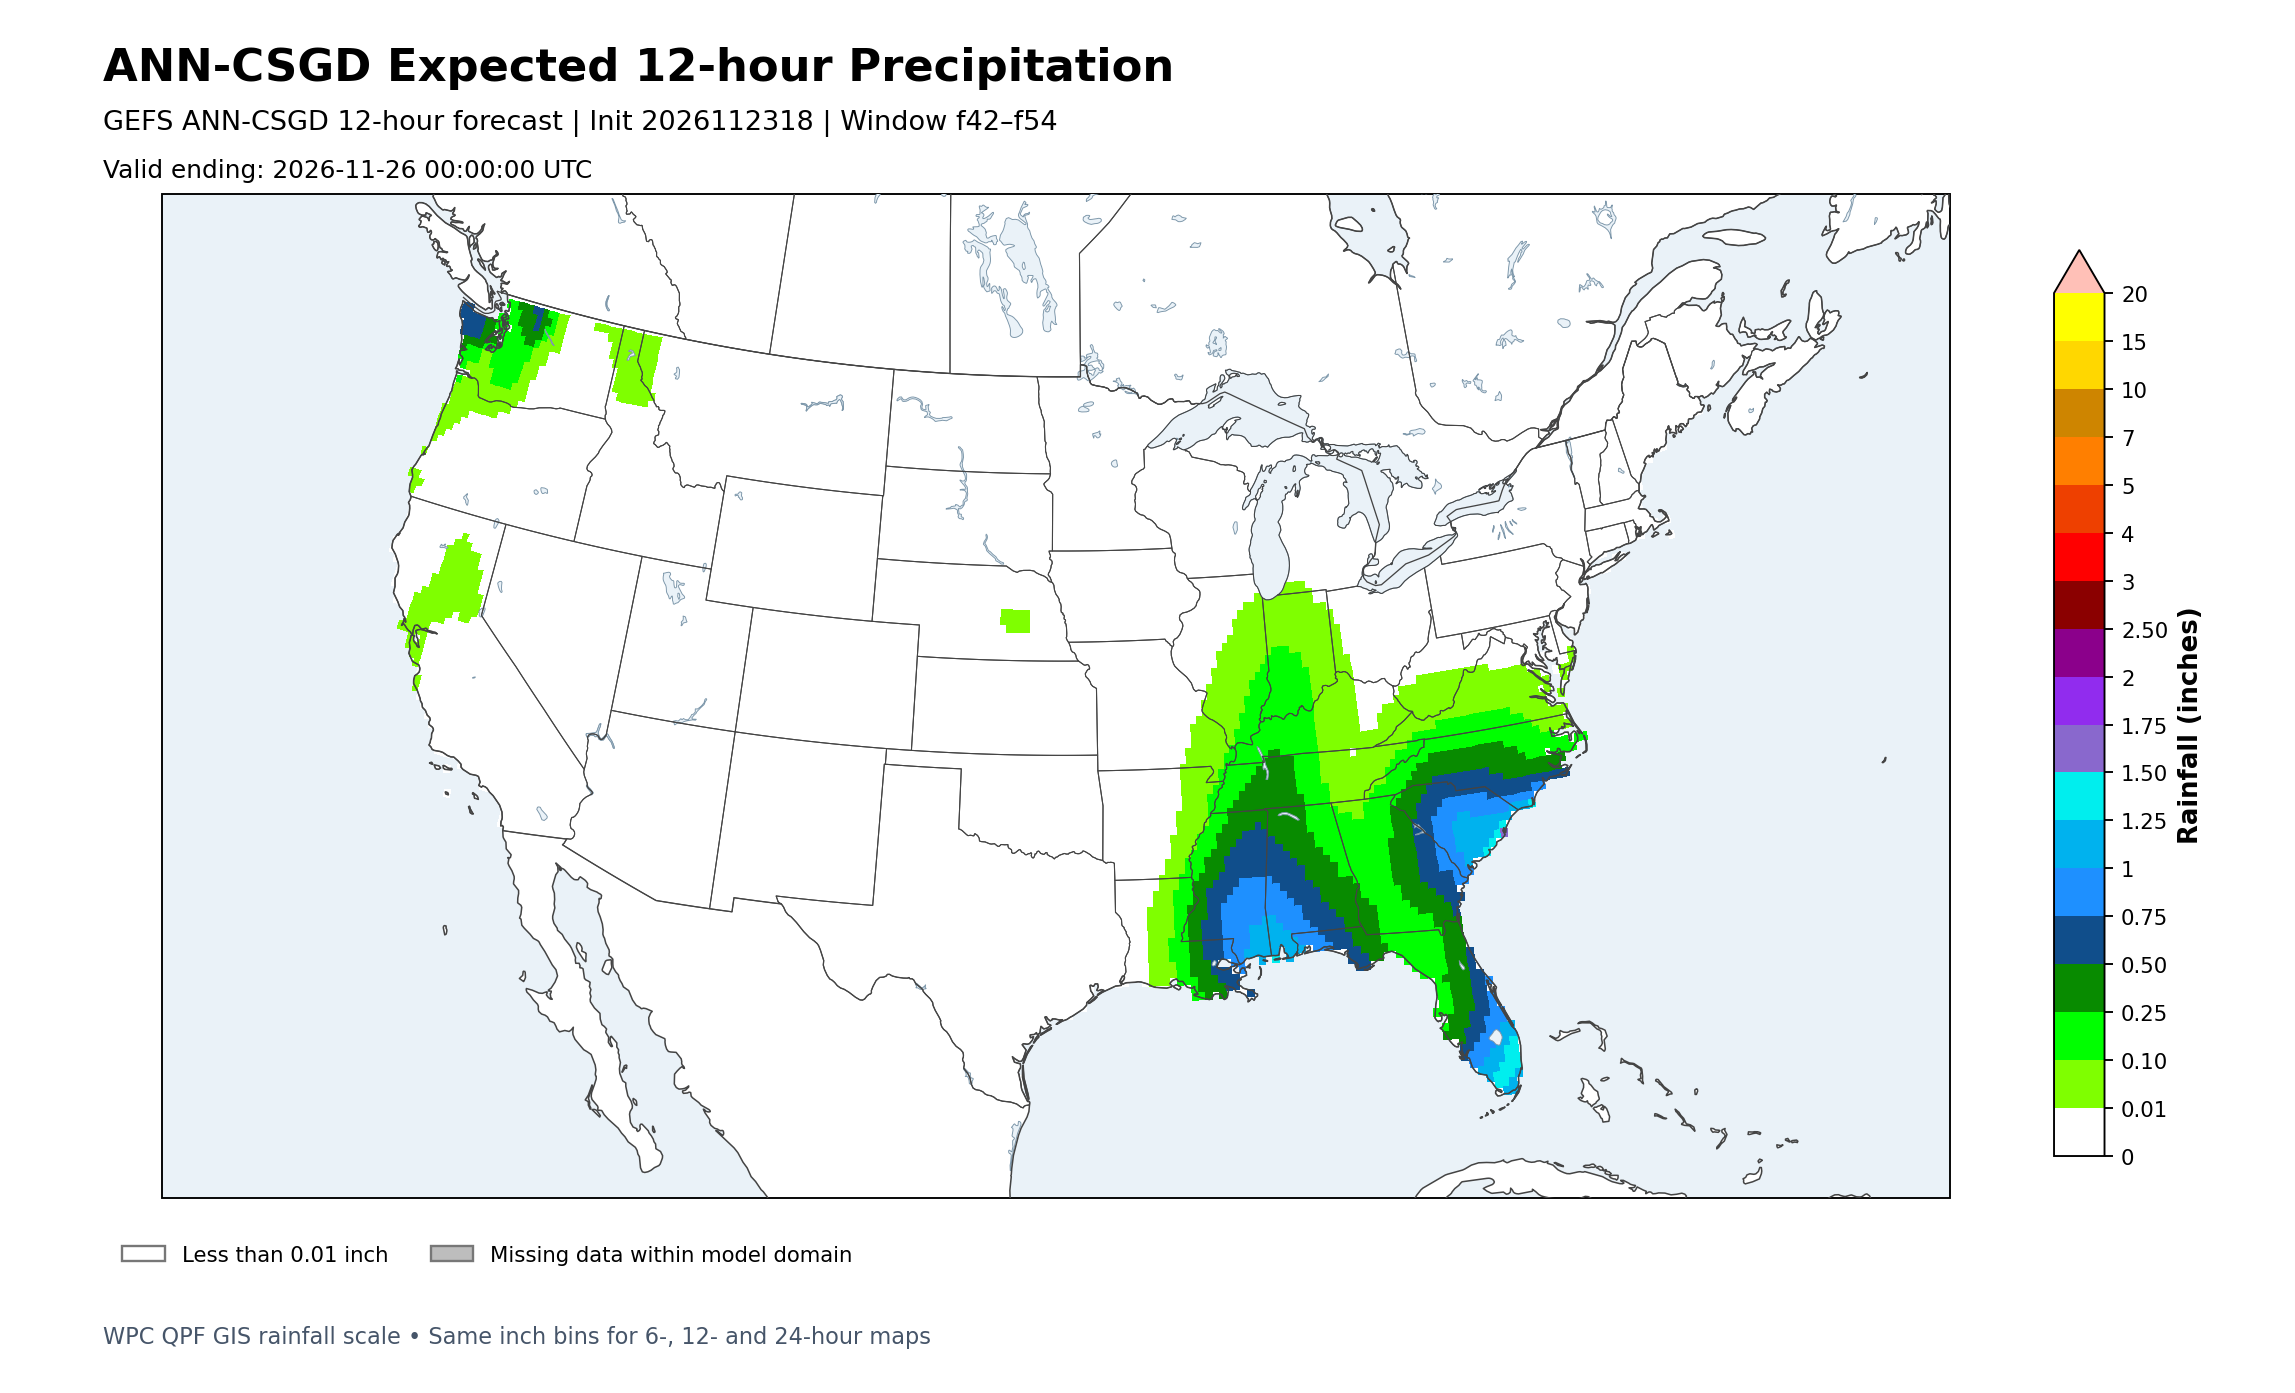 ANN-CSGD Expected 12-hour Precipitation
GEFS ANN-CSGD 12-hour forecast | Init 2026112318 | Window f42–f54
Valid ending: 2026-11-26 00:00:00 UTC
20
15
10
7
5
4
3
2.50
2
1.75
1.50
1.25
1
0.75
0.50
0.25
0.10
0.01
0
Rainfall (inches)
Less than 0.01 inch
Missing data within model domain
WPC QPF GIS rainfall scale • Same inch bins for 6-, 12- and 24-hour maps